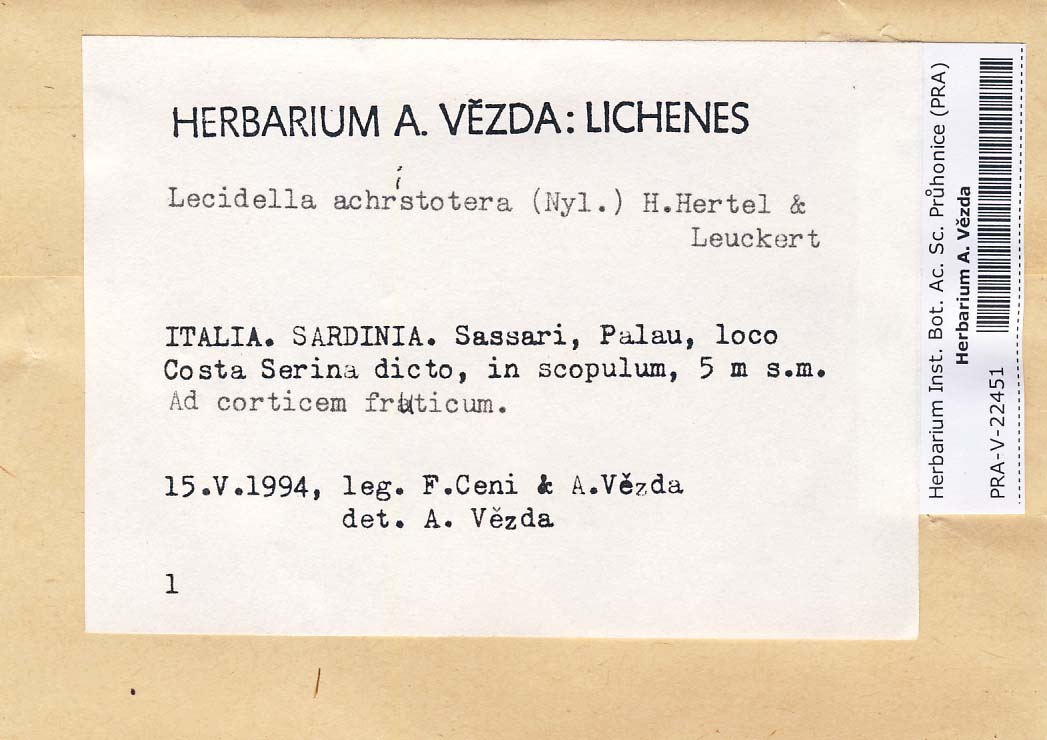 HERBARIUM A. VĚZDA: LICHENES
Lecidella achristotera (Nyl.) H.Hertel &
Leuckert
ITALIA. SARDINIA. Sassari, Palau, loco
Costa Serina dicto, in scopulum, 5 m s.m.
Ad corticem fruticum.
15.V.1994, leg. F.Ceni & A.Vězda
det. A. Vězda
1
Herbarium Inst. Bot. Ac. Sc. Průhonice (PRA)
Herbarium A. Vězda
PRA-V-22451